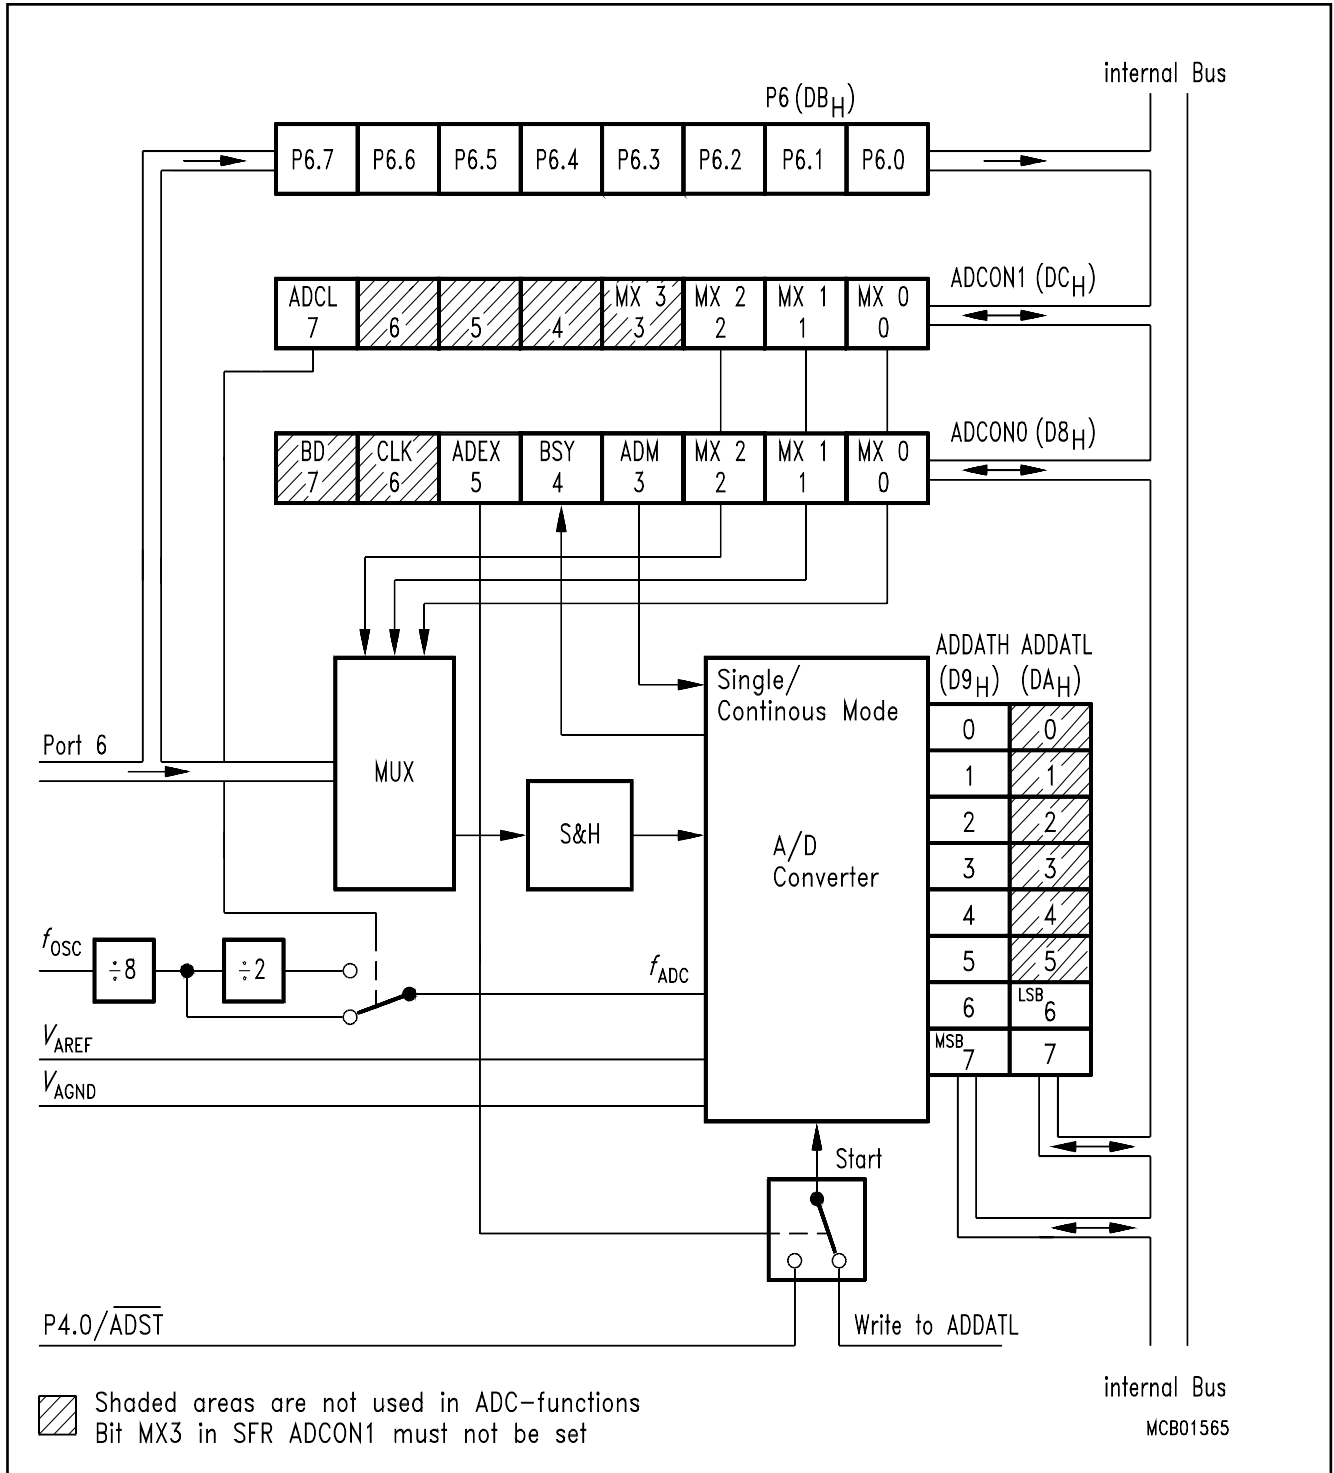 internal Bus
P6 (DBH)
P6.7 P6.6 P6.5 P6.4 P6.3 P6.2 P6.1 P6.0
ADCON1 (DCH)
ADCL MX 3 MX 2 MX 1 MX 0
7 6 5 4 3 2 1 0
ADCON0 (D8H)
BD CLK ADEX BSY ADM MX 2 MX 1 MX 0
7 6 5 4 3 2 1 0
ADDATH ADDATL
(D9H) (DAH)
Single/
Continous Mode
0 0
Port 6
MUX
1 1
2 2
S&H
A/D
Converter
3 3
4 4
fOSC
÷8
÷2
fADC
5 5
LSB
6 6
VAREF
MSB
7 7
VAGND
Start
P4.0/ADST
Write to ADDATL
internal Bus
Shaded areas are not used in ADC-functions
Bit MX3 in SFR ADCON1 must not be set
MCB01565